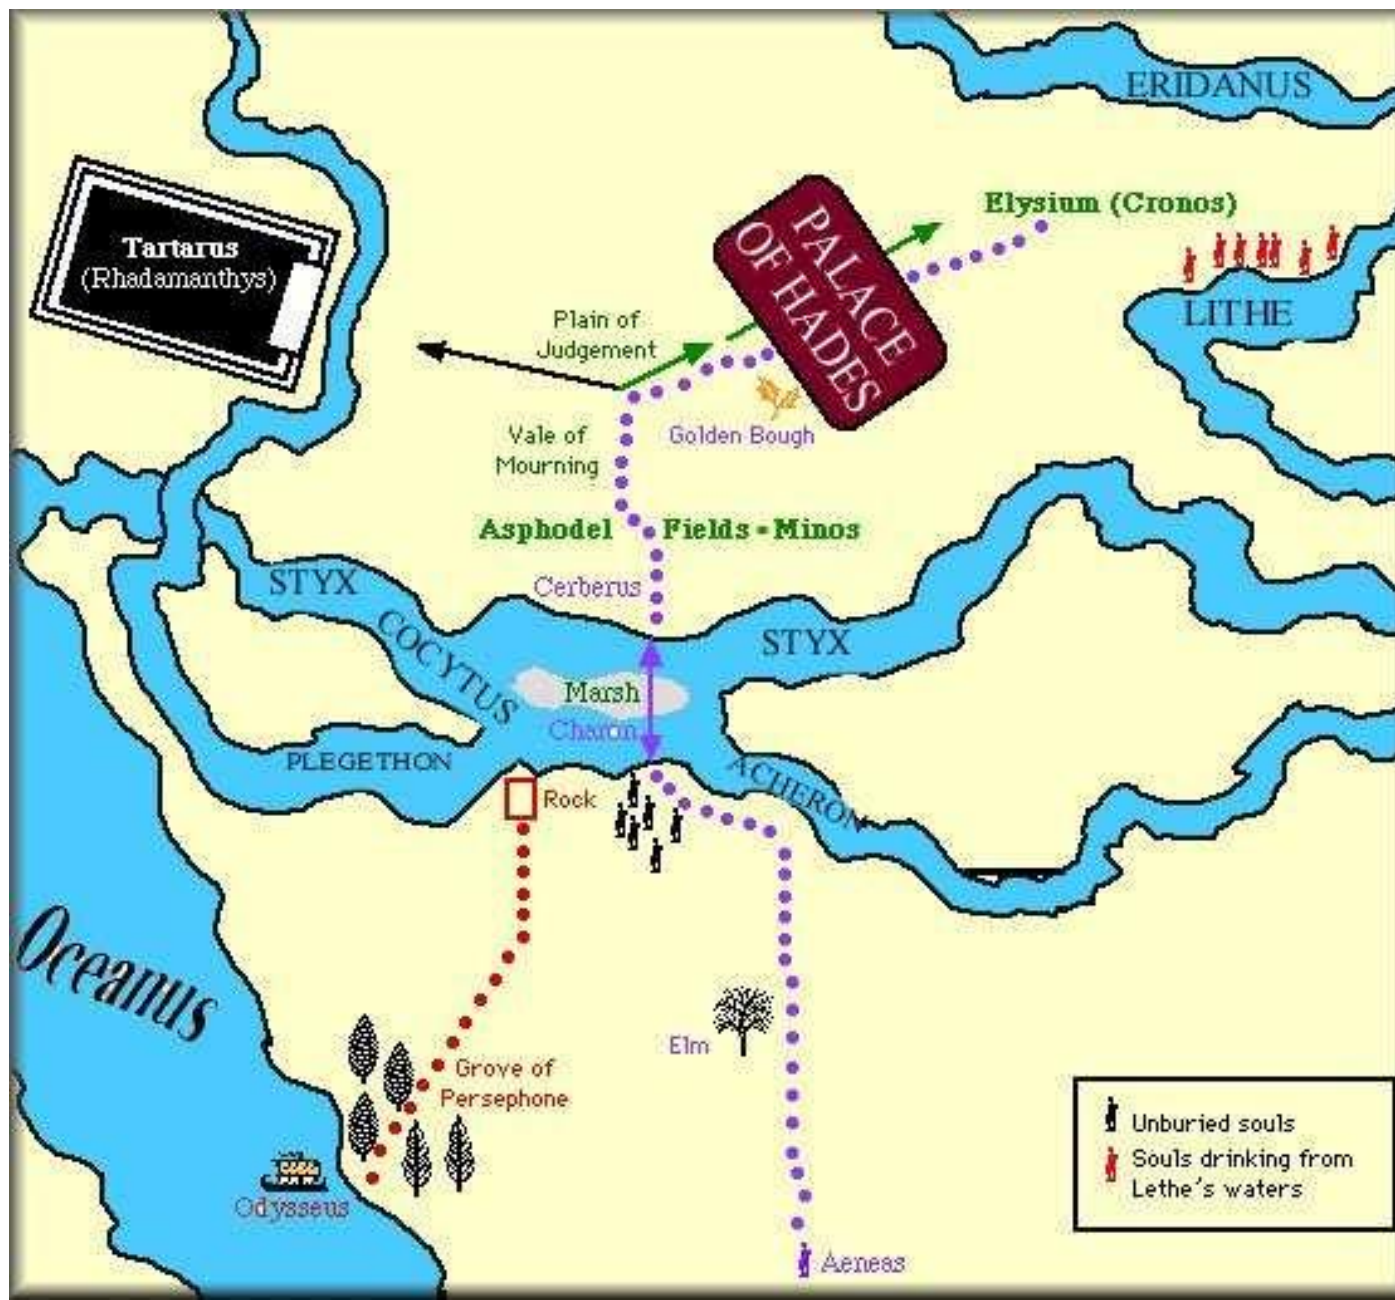 ERIDANUS
Elysium (Cronos)
PALACE
OF HADES
Tartarus
(Rhadamanthys)
LITHE
Plain of
Judgement
Vale of
Mourning
Golden Bough
Asphodel Fields - Minos
Cerberus
STYX
COCYTUS
STYX
Marsh
Charon
PLEGETHON
ACHERON
Rock
Oceanus
Elm
Grove of
Persephone
Odysseus
Aeneas
Unburied souls
Souls drinking from
Lethe's waters